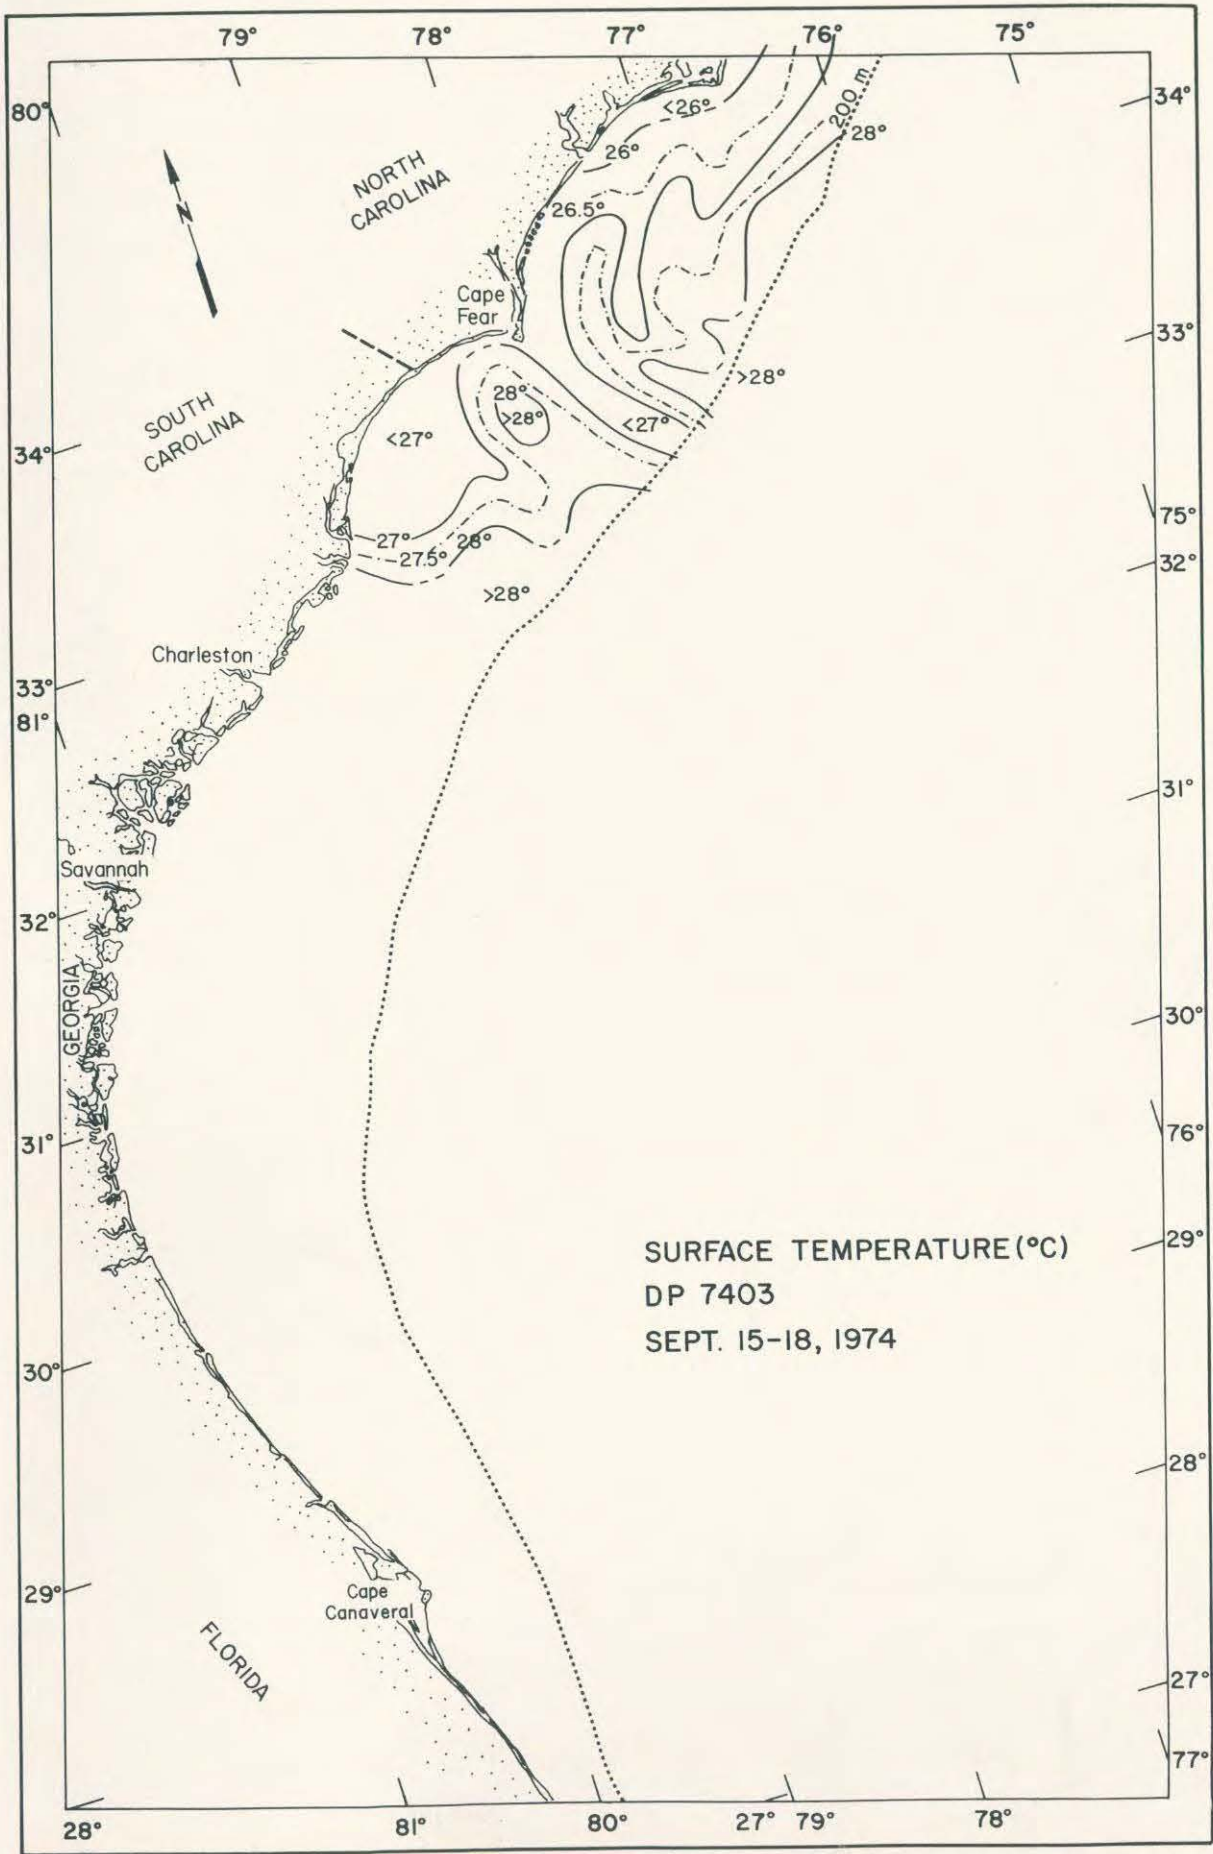 79°
78°
77°
76°
75°
80°
34°
<26°
200 m
28°
26°
NORTH
CAROLINA
N
26.5°
Cape
Fear
33°
>28°
28°
>28°
SOUTH
CAROLINA
<27°
<27°
34°
75°
27°
28°
27.5°
32°
>28°
Charleston
33°
81°
31°
Savannah
32°
GEORGIA
30°
31°
76°
SURFACE TEMPERATURE (°C)
29°
DP 7403
SEPT. 15-18, 1974
30°
28°
29°
Cape
Canaveral
FLORIDA
27°
77°
28°
81°
80°
27°
79°
78°